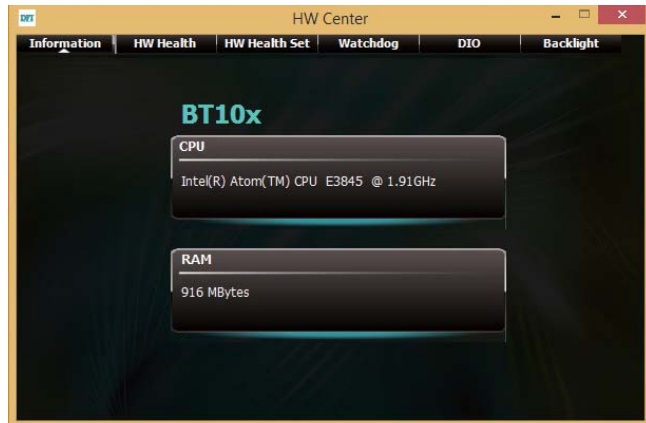 DFI
HW Center
Information HW Health HW Health Set Watchdog DIO Backlight
BT10x
CPU
Intel(R) Atom(TM) CPU E3845 @ 1.91GHz
RAM
916 MBytes